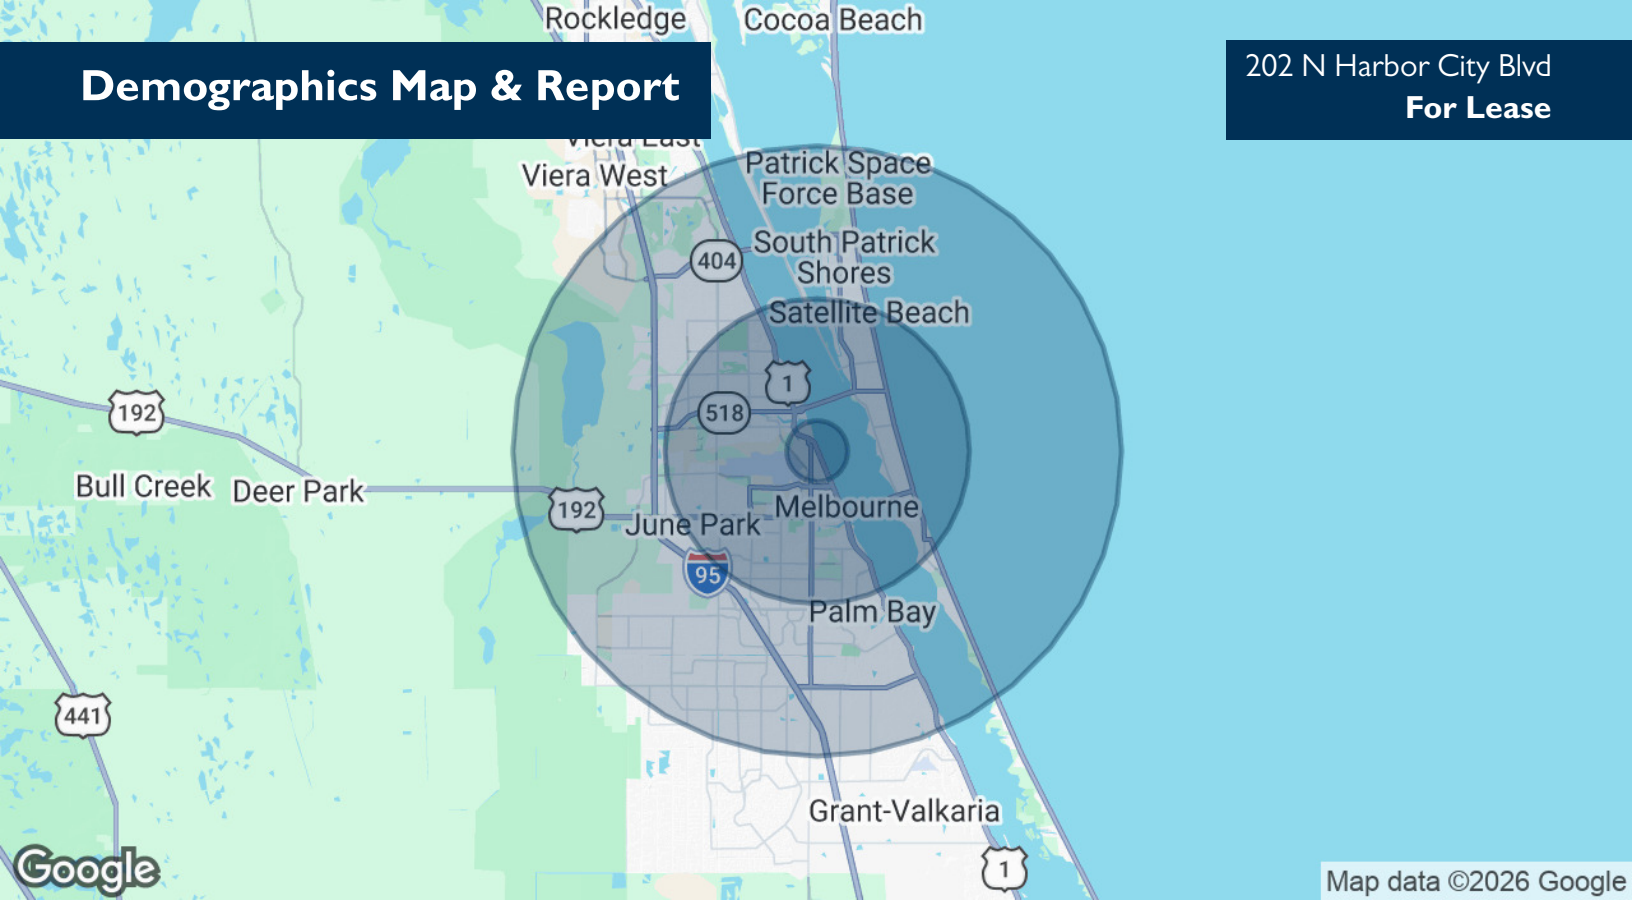 Rockledge
Cocoa Beach
Demographics Map & Report
202 N Harbor City Blvd
For Lease
Viera East
Viera West
Patrick Space
Force Base
South Patrick
Shores
404
Satellite Beach
1
192
518
Bull Creek
Deer Park
192
Melbourne
June Park
95
Palm Bay
441
Grant-Valkaria
1
Google
Map data ©2026 Google